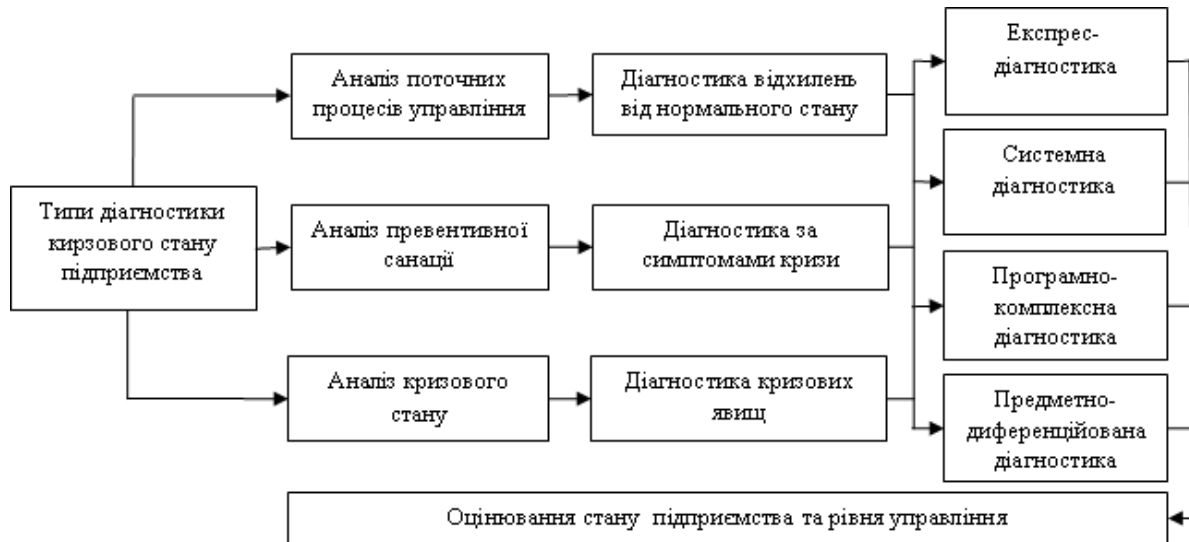 Типи діагностики
кирзового стану
підприємства
Аналіз поточних
процесів управління
Діагностика відхилень
від нормального стану
Аналіз превентивної
санації
Діагностика за
симптомами кризи
Аналіз кризового
стану
Діагностика кризових
явищ
Експрес-
діагностика
Системна
діагностика
Програмно-
комплексна
діагностика
Предметно-
диференційована
діагностика
Оцінювання стану підприємства та рівня управління